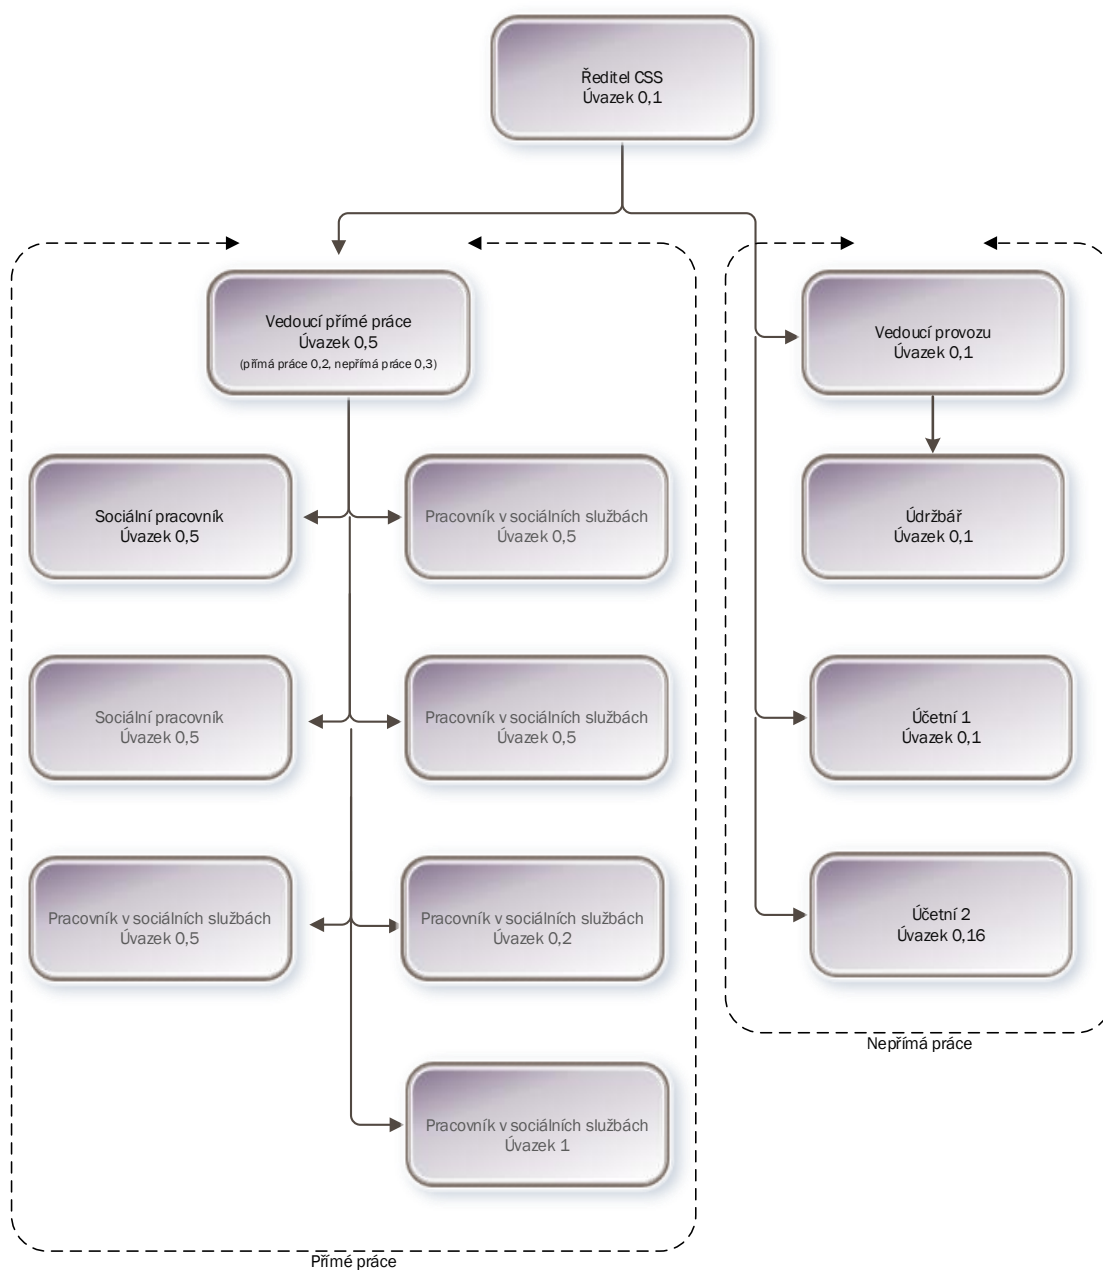 Ředitel CSS
Úvazek 0,1
Vedoucí přímé práce
Úvazek 0,5
(přímá práce 0,2, nepřímá práce 0,3)
Vedoucí provozu
Úvazek 0,1
Sociální pracovník
Úvazek 0,5
Pracovník v sociálních službách
Úvazek 0,5
Údržbář
Úvazek 0,1
Sociální pracovník
Úvazek 0,5
Pracovník v sociálních službách
Úvazek 0,5
Účetní 1
Úvazek 0,1
Pracovník v sociálních službách
Úvazek 0,5
Pracovník v sociálních službách
Úvazek 0,2
Účetní 2
Úvazek 0,16
Nepřímá práce
Pracovník v sociálních službách
Úvazek 1
Přímé práce